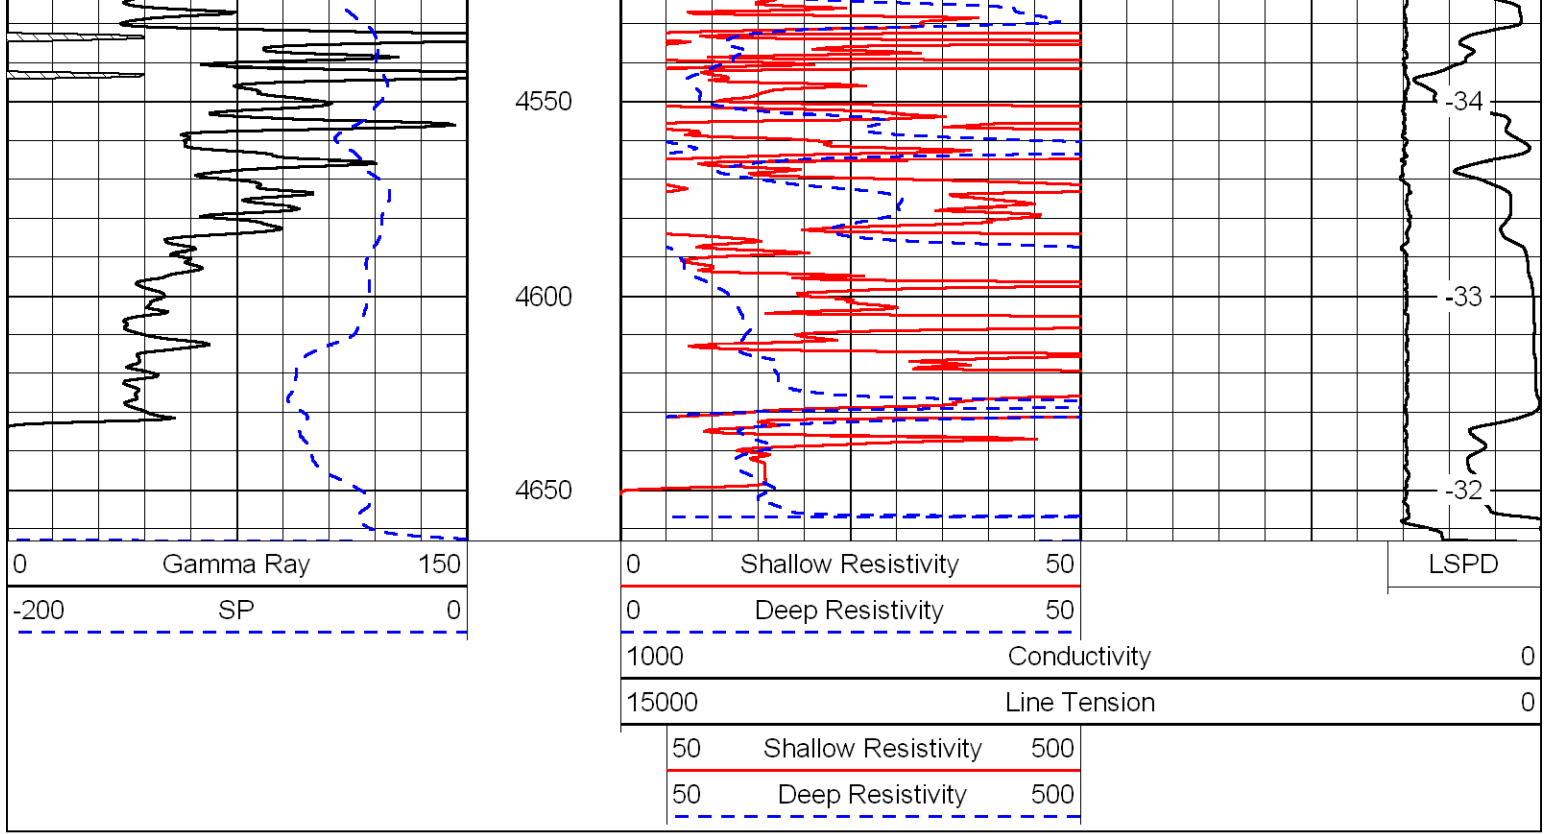 4550 -34
4600 -33
4650 -32
0 Gamma Ray 150 0 Shallow Resistivity 50 LSPD
-200 SP 0 0 Deep Resistivity 50
1000 Conductivity 0
15000 Line Tension 0
50 Shallow Resistivity 500
50 Deep Resistivity 500